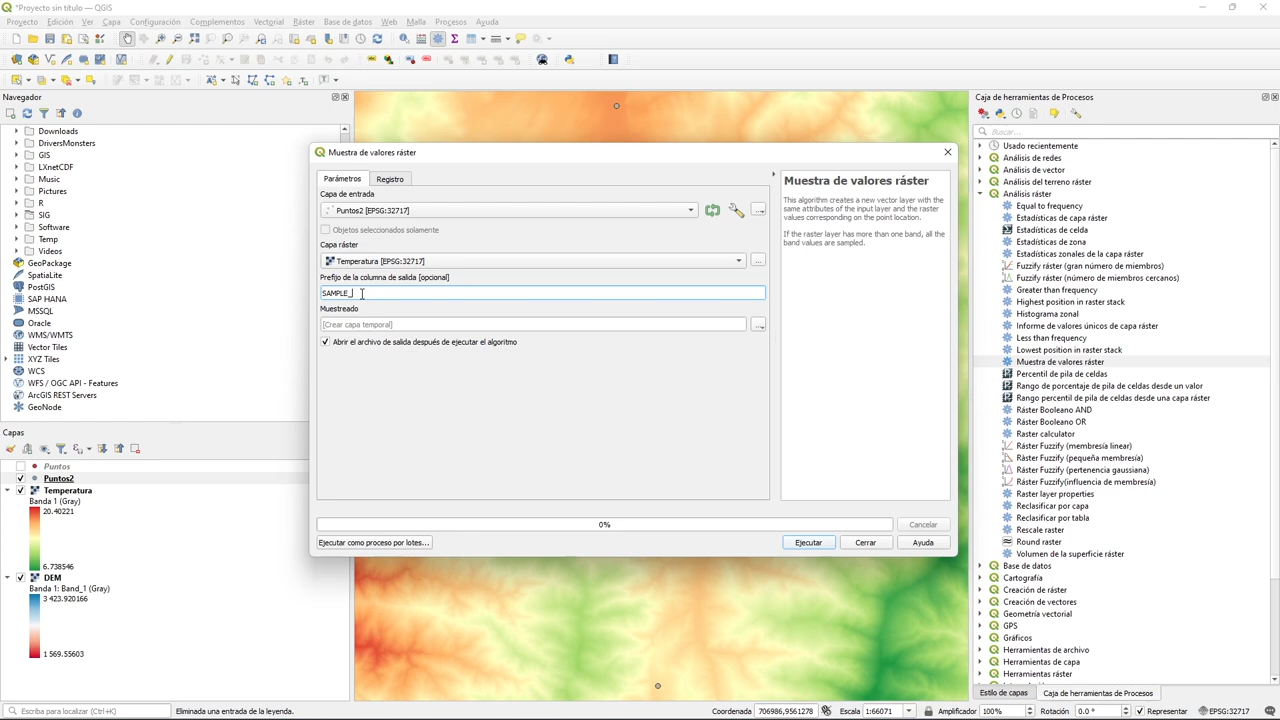 *Proyecto sin título — QGIS
Proyecto Edición Ver Capa Configuración Complementos Vectorial Ráster Base de datos Web Malla Procesos Ayuda
Navegador
Downloads
DriversMonsters
GIS
LXnetCDF
Music
Pictures
R
SIG
Software
Temp
Videos
GeoPackage
SpatiaLite
PostGIS
SAP HANA
MSSQL
Oracle
WMS/WMTS
Vector Tiles
XYZ Tiles
WCS
WFS / OGC API - Features
ArcGIS REST Servers
GeoNode
Capas
Puntos
Puntos2
Temperatura
Banda 1 (Gray)
20.40221
6.738546
DEM
Banda 1: Band_1 (Gray)
3 423.920166
1 569.55603
Muestra de valores ráster
Parámetros Registro
Capa de entrada
Puntos2 [EPSG:32717]
Objetos seleccionados solamente
Capa ráster
Temperatura [EPSG:32717]
Prefijo de la columna de salida [opcional]
SAMPLE_
Muestreado
[Crear capa temporal]
Abrir el archivo de salida después de ejecutar el algoritmo
Muestra de valores ráster
This algorithm creates a new vector layer with the
same attributes of the input layer and the raster
values corresponding on the point location.
If the raster layer has more than one band, all the
band values are sampled.
0%
Cancelar
Ejecutar como proceso por lotes...
Ejecutar
Cerrar
Ayuda
Caja de herramientas de Procesos
Buscar...
Usado recientemente
Análisis de redes
Análisis de vector
Análisis del terreno ráster
Análisis ráster
Equal to frequency
Estadísticas de capa ráster
Estadísticas de celda
Estadísticas de zona
Estadísticas zonales de la capa ráster
Fuzzify ráster (gran número de miembros)
Fuzzify ráster (número de miembros cercanos)
Greater than frequency
Highest position in raster stack
Histograma zonal
Informe de valores únicos de capa ráster
Less than frequency
Lowest position in raster stack
Muestra de valores ráster
Percentil de pila de celdas
Rango de porcentaje de pila de celdas desde un valor
Rango percentil de pila de celdas desde una capa ráster
Ráster Booleano AND
Ráster Booleano OR
Raster calculator
Ráster Fuzzify (membresía linear)
Ráster Fuzzify (pequeña membresía)
Ráster Fuzzify (pertenencia gaussiana)
Ráster Fuzzify(influencia de membresía)
Raster layer properties
Reclasificar por capa
Reclasificar por tabla
Rescale raster
Round raster
Volumen de la superficie ráster
Base de datos
Cartografía
Creación de ráster
Creación de vectores
Geometría vectorial
GPS
Gráficos
Herramientas de archivo
Herramientas de capa
Herramientas ráster
Estilo de capas Caja de herramientas de Procesos
Escriba para localizar (Ctrl+K) Eliminada una entrada de la leyenda. Coordenada 706986,9561278 Escala 1:66071 Amplificador 100% Rotación 0.0 ° Representar EPSG:32717